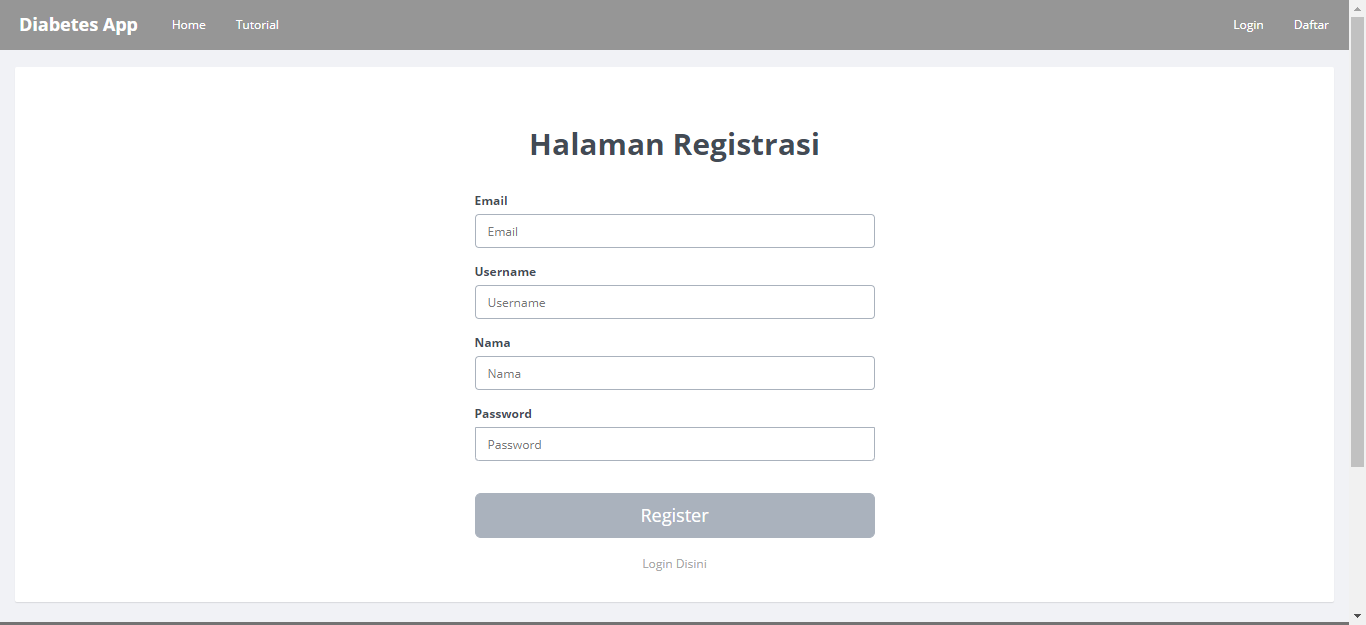 Diabetes App Home Tutorial Login Daftar
Halaman Registrasi
Email
Email
Username
Username
Nama
Nama
Password
Password
Register
Login Disini